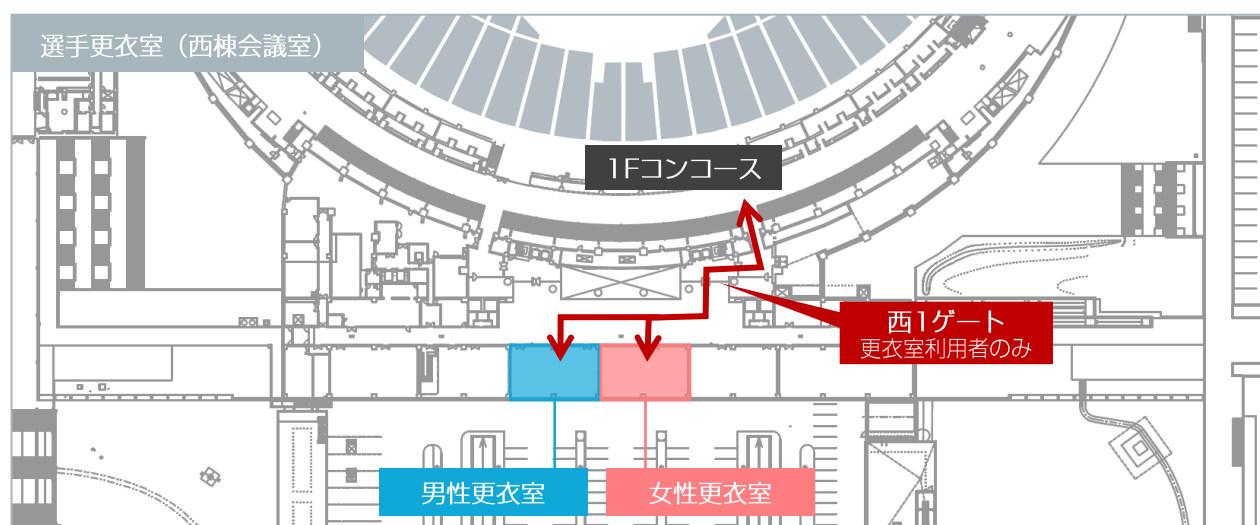 選手更衣室（西棟会議室）
1Fコンコース
西1ゲート
更衣室利用者のみ
男性更衣室
女性更衣室